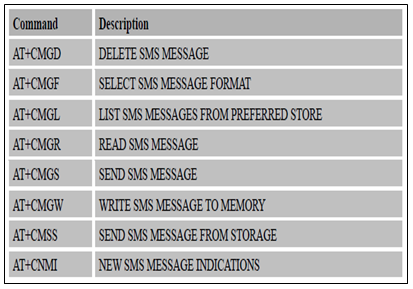 Command Description
AT+CMGD DELETE SMS MESSAGE
AT+CMGF SELECT SMS MESSAGE FORMAT
AT+CMGL LIST SMS MESSAGES FROM PREFERRED STORE
AT+CMGR READ SMS MESSAGE
AT+CMGS SEND SMS MESSAGE
AT+CMGW WRITE SMS MESSAGE TO MEMORY
AT+CMSS SEND SMS MESSAGE FROM STORAGE
AT+CNMI NEW SMS MESSAGE INDICATIONS